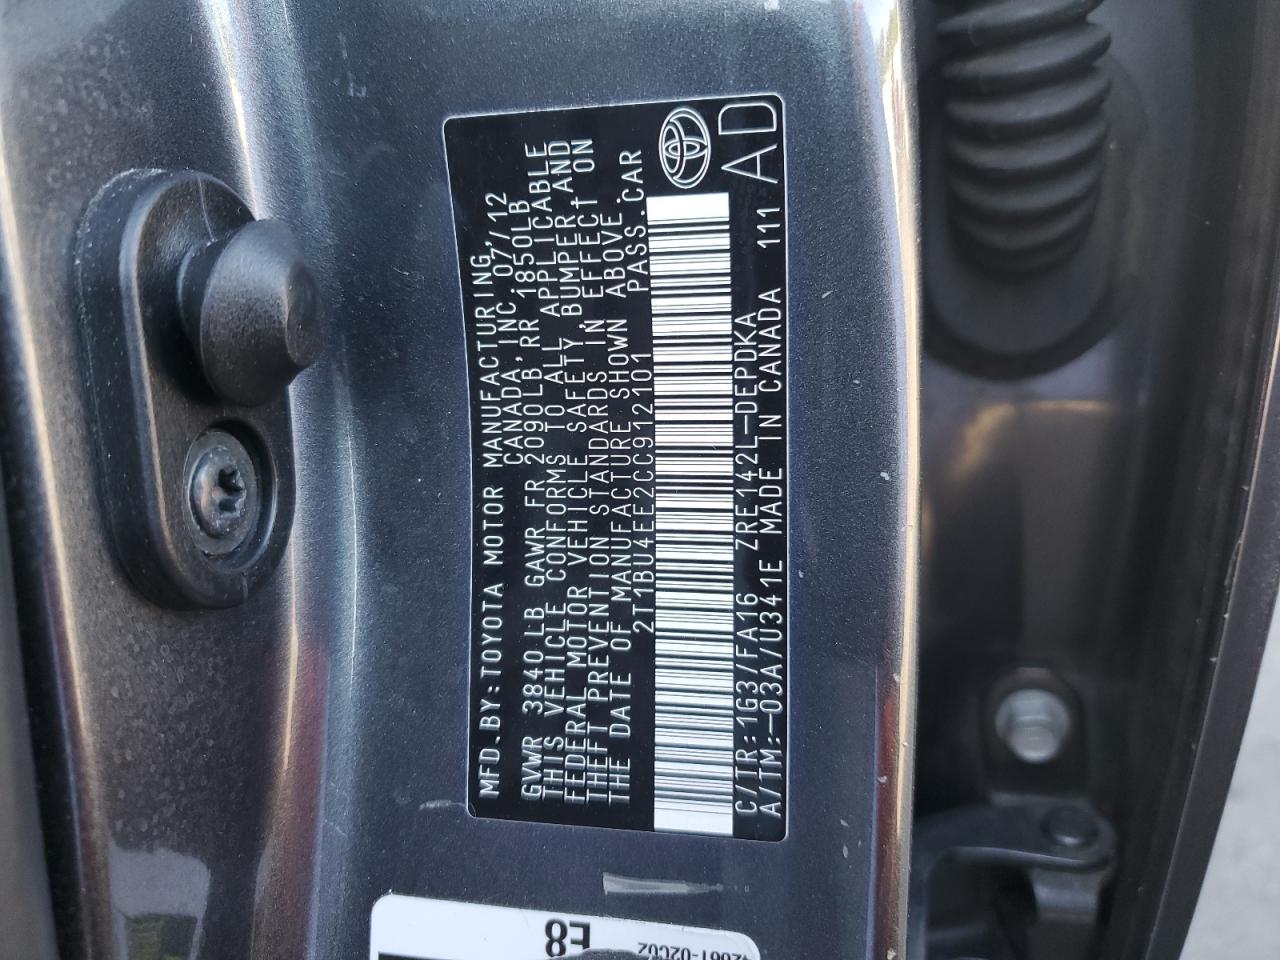 MFD.BY:TOYOTA MOTOR MANUFACTURING,
CANADA,INC. 07/12
GVWR 3840LB GAWR FR 2090LB,RR 1850LB
THIS VEHICLE CONFORMS TO ALL APPLICABLE
FEDERAL MOTOR VEHICLE SAFETY,BUMPER AND
THEFT PREVENTION STANDARDS IN EFFECT ON
THE DATE OF MANUFACTURE SHOWN ABOVE
2T1BU4EE2CC912101 PASS.CAR
C/TR:1G3/FA16 ZRE142L-DEPDKA
A/TM:-03A/U341E MADE IN CANADA 111
AD
E8